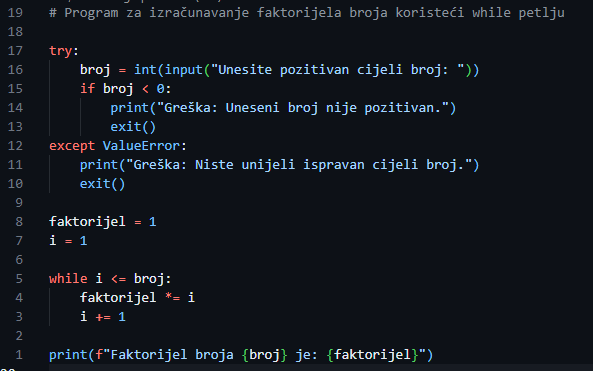 19 # Program za izračunavanje faktorijela broja koristeći while petlju
18
17 try:
16     broj = int(input("Unesite pozitivan cijeli broj: "))
15     if broj < 0:
14         print("Greška: Uneseni broj nije pozitivan.")
13         exit()
12 except ValueError:
11     print("Greška: Niste unijeli ispravan cijeli broj.")
10     exit()
9
8 faktorijel = 1
7 i = 1
6
5 while i <= broj:
4     faktorijel *= i
3     i += 1
2
1 print(f"Faktorijel broja {broj} je: {faktorijel}")